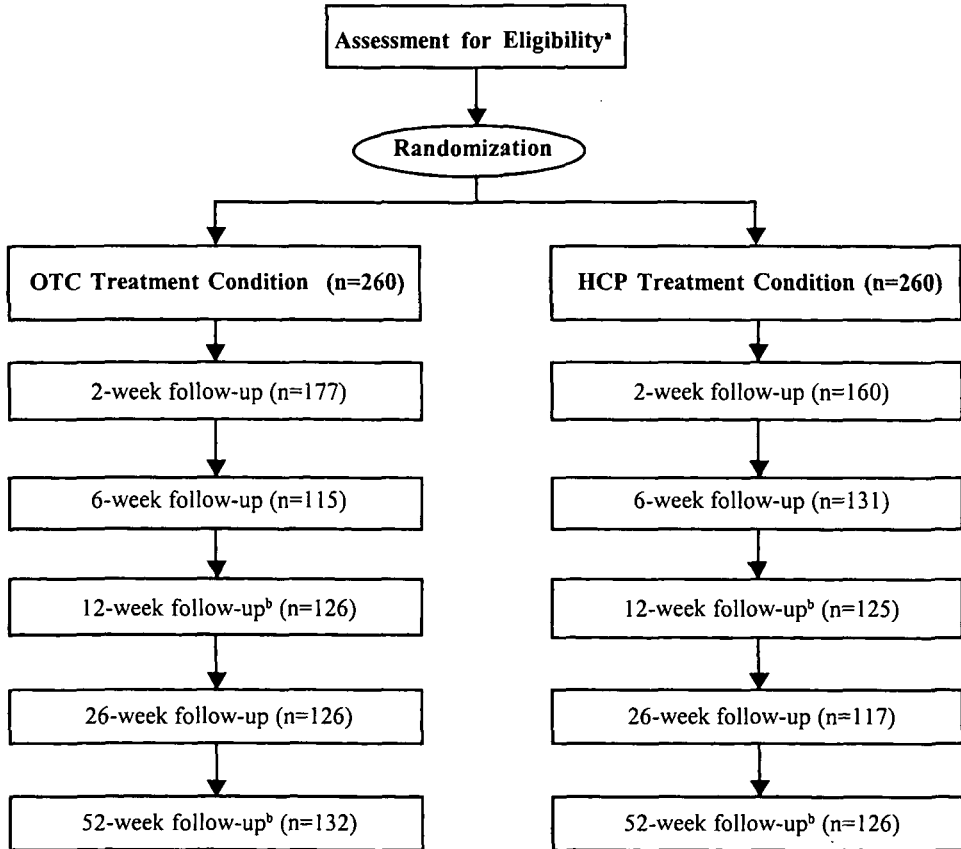 Assessment for Eligibilityᵃ
Randomization
OTC Treatment Condition (n=260)
HCP Treatment Condition (n=260)
2-week follow-up (n=177)
2-week follow-up (n=160)
6-week follow-up (n=115)
6-week follow-up (n=131)
12-week follow-upᵇ (n=126)
12-week follow-upᵇ (n=125)
26-week follow-up (n=126)
26-week follow-up (n=117)
52-week follow-upᵇ (n=132)
52-week follow-upᵇ (n=126)